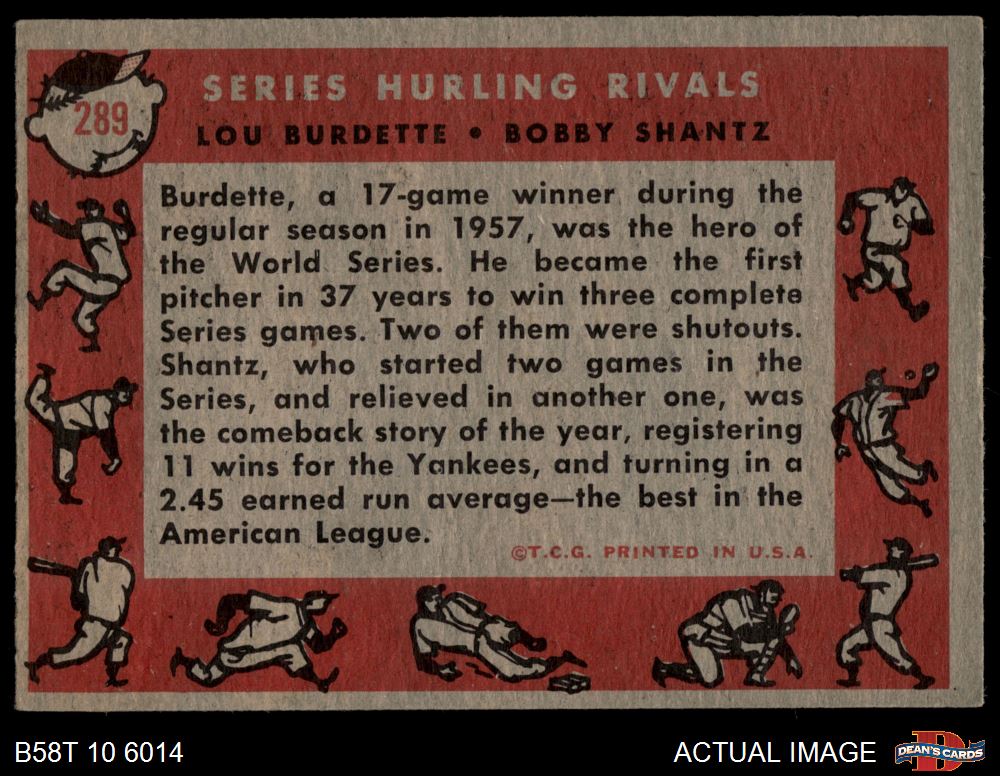 289
SERIES HURLING RIVALS
LOU BURDETTE • BOBBY SHANTZ
Burdette, a 17-game winner during the
regular season in 1957, was the hero of
the World Series. He became the first
pitcher in 37 years to win three complete
Series games. Two of them were shutouts.
Shantz, who started two games in the
Series, and relieved in another one, was
the comeback story of the year, registering
11 wins for the Yankees, and turning in a
2.45 earned run average—the best in the
American League.
©T.C.G. PRINTED IN U.S.A.
B58T 10 6014
ACTUAL IMAGE
D
DEAN'S CARDS